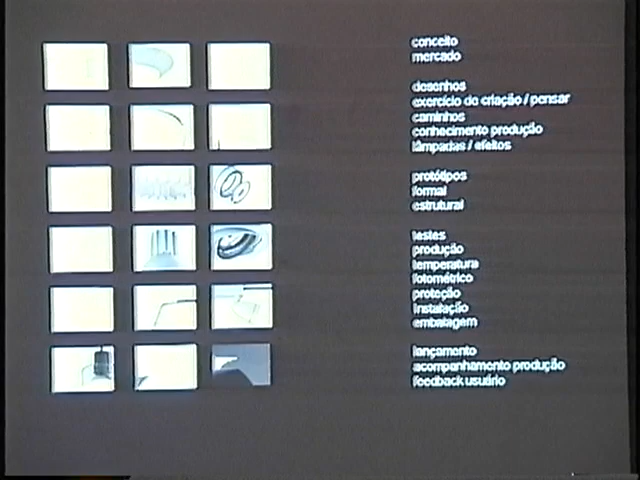 conceito
mercado
desenhos
exercício de criação / pensar
caminhos
conhecimento produção
lâmpadas / efeitos
protótipos
formal
estrutural
testes
produção
temperatura
fotométrico
proteção
instalação
embalagem
lançamento
acompanhamento produção
feedback usuário